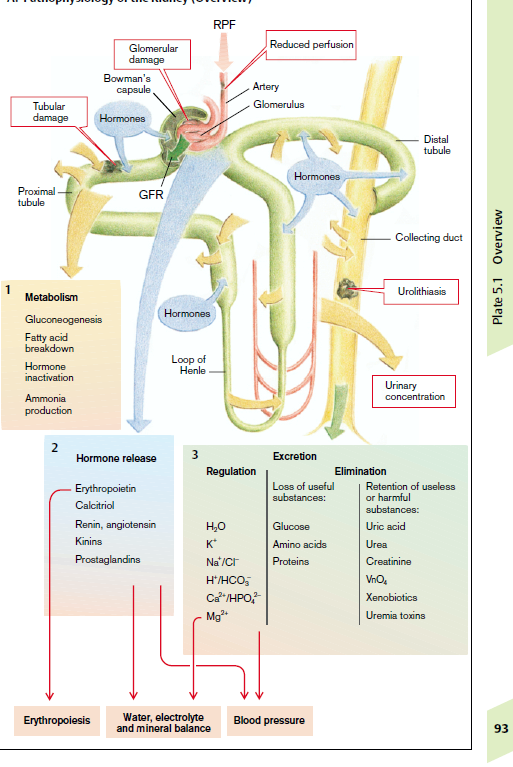 A. Pathophysiology of the Kidney (Overview)
RPF
Glomerular
damage
Reduced perfusion
Bowman's
capsule
Artery
Glomerulus
Tubular
damage
Hormones
Distal
tubule
Hormones
Proximal
tubule
GFR
Collecting duct
Plate 5.1 Overview
1
Metabolism
Gluconeogenesis
Fatty acid
breakdown
Hormone
inactivation
Ammonia
production
Hormones
Urolithiasis
Loop of
Henle
Urinary
concentration
2
Hormone release
Erythropoietin
Calcitriol
Renin, angiotensin
Kinins
Prostaglandins
3
Excretion
Regulation
Elimination
Loss of useful
substances:
Retention of useless
or harmful
substances:
H₂O
Glucose
Uric acid
K⁺
Amino acids
Urea
Na⁺/Cl⁻
Proteins
Creatinine
H⁺/HCO₃⁻
VnO₄
Ca²⁺/HPO₄²⁻
Xenobiotics
Mg²⁺
Uremia toxins
Erythropoiesis
Water, electrolyte
and mineral balance
Blood pressure
93